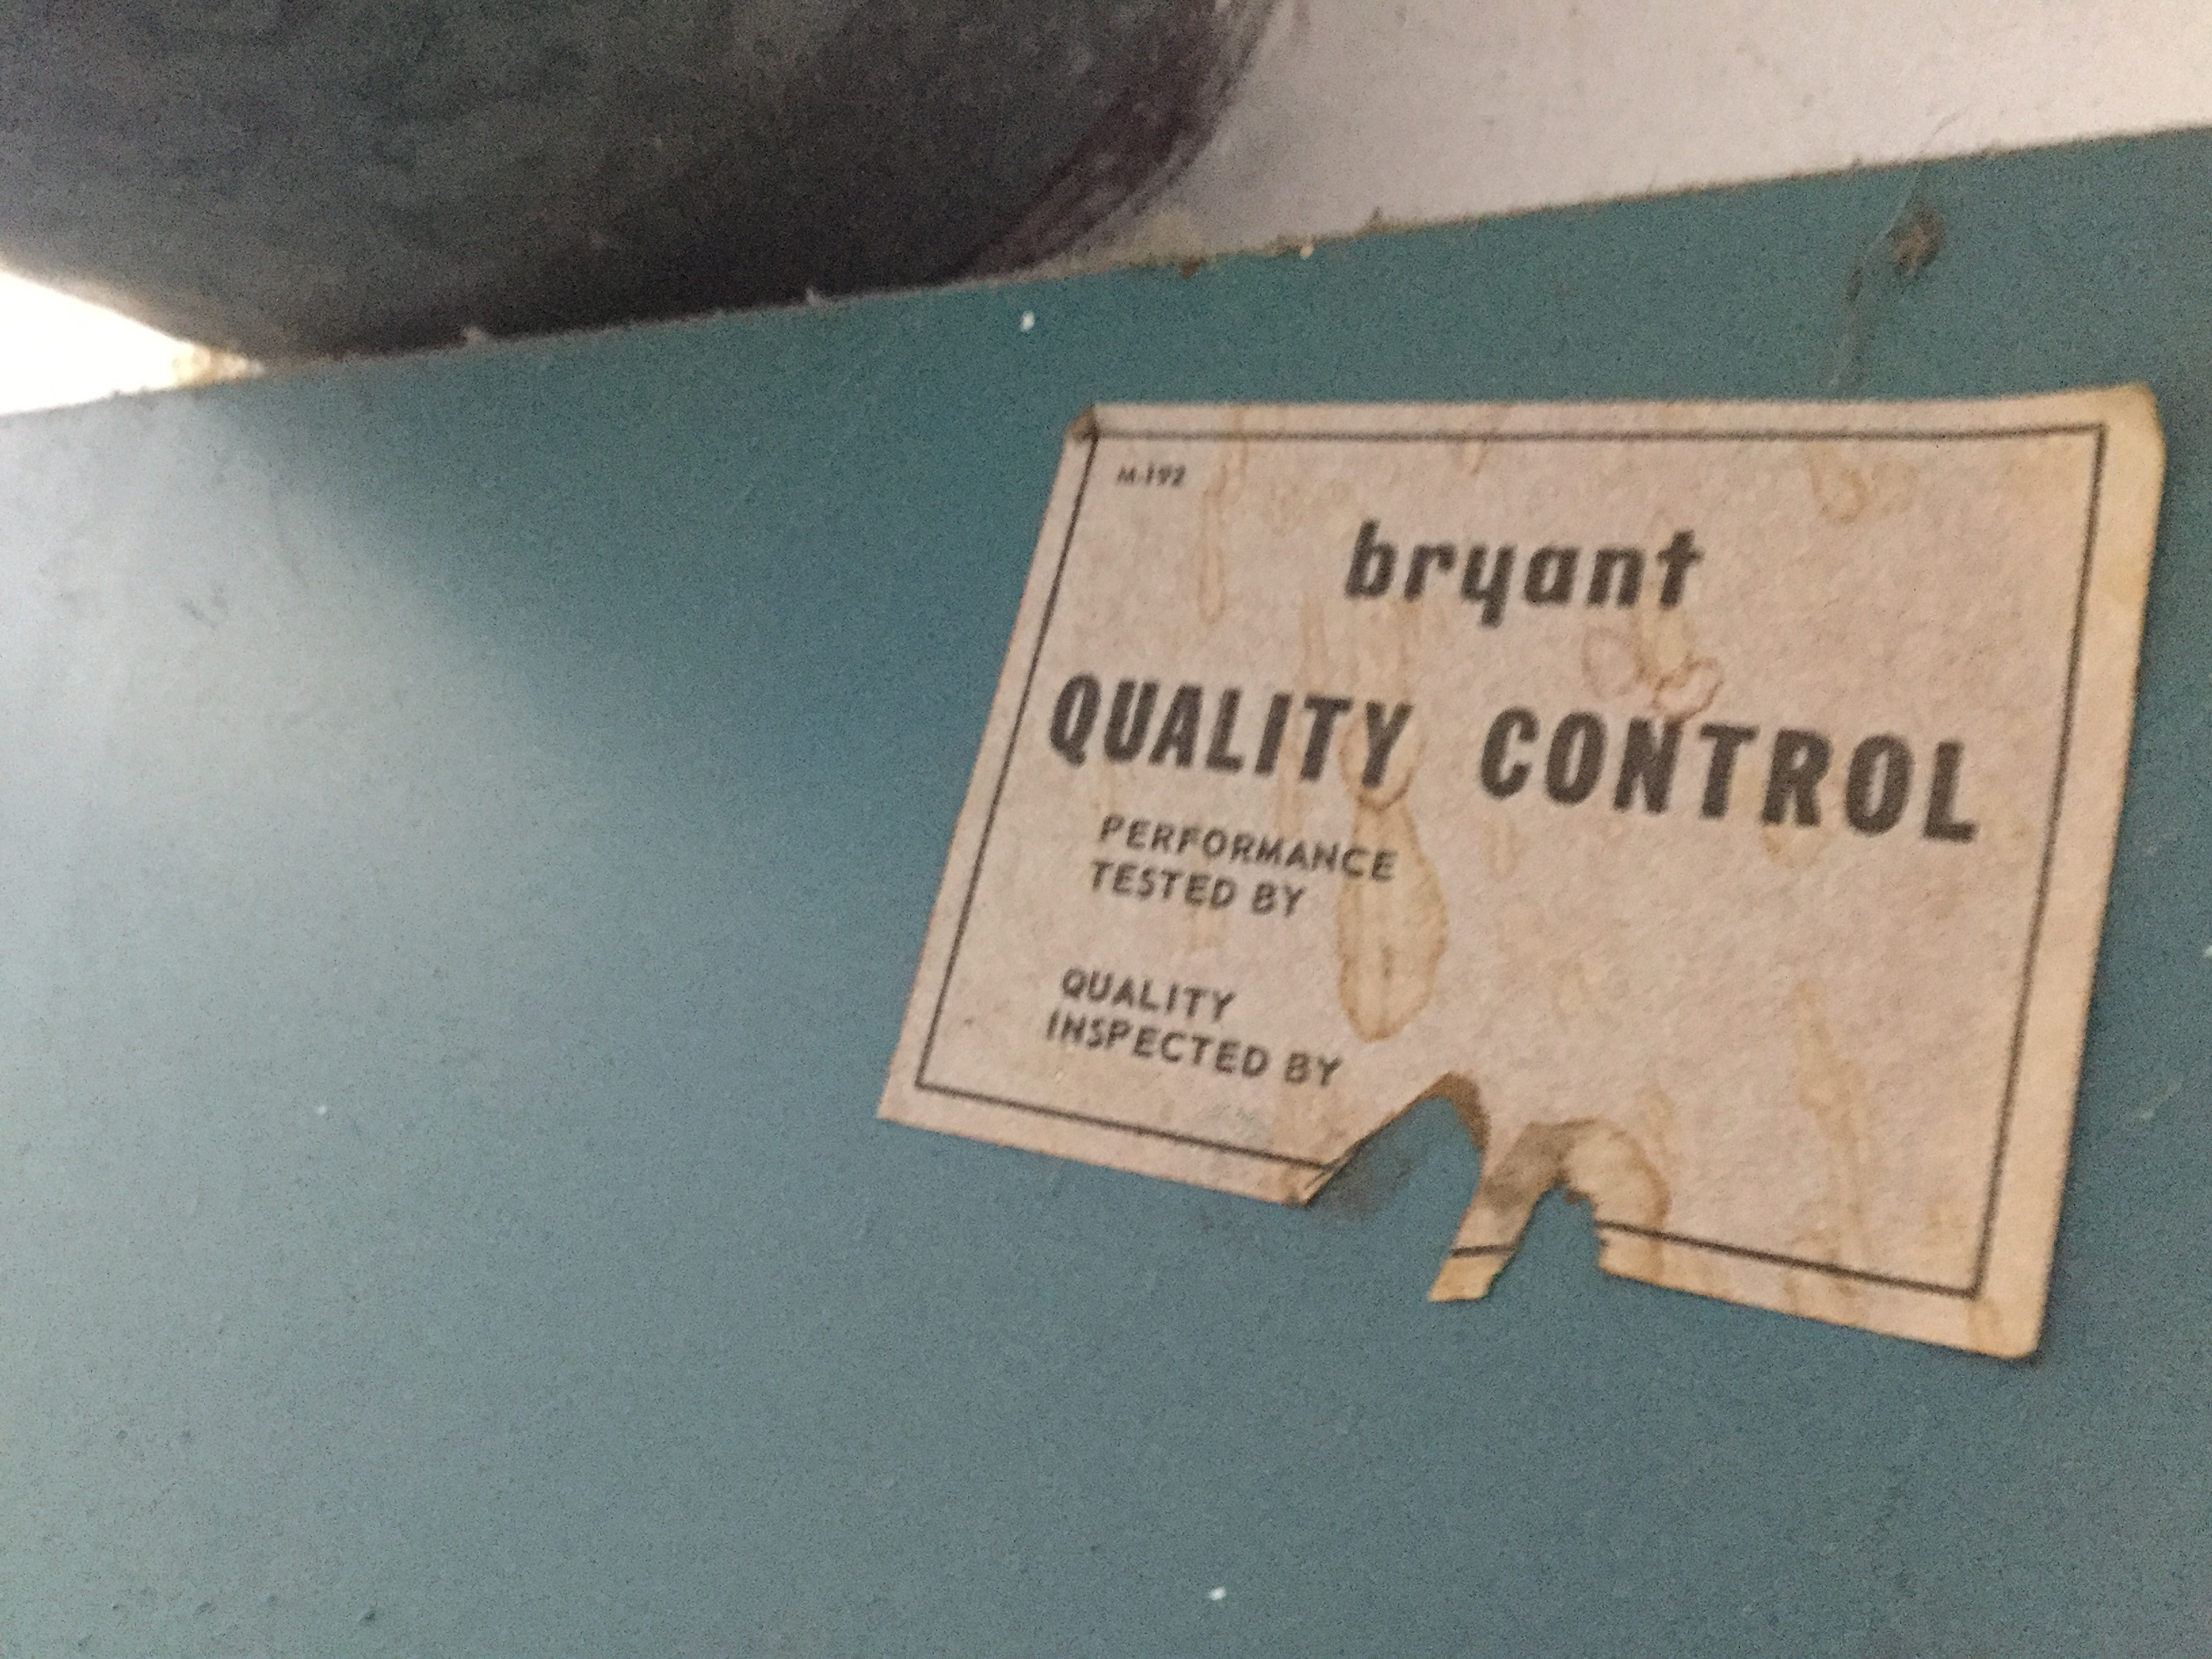 M-192
bryant
QUALITY CONTROL
PERFORMANCE
TESTED BY
QUALITY
INSPECTED BY